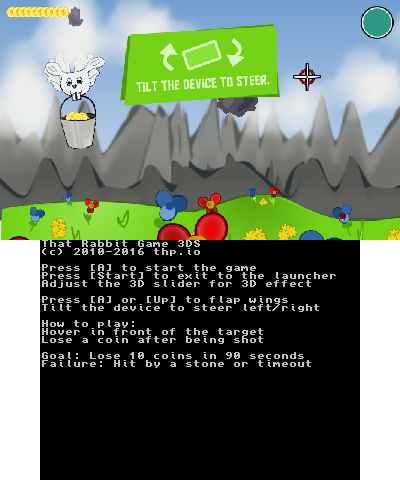 TILT THE DEVICE TO STEER.
That Rabbit Game 3DS
(c) 2010-2016 thp.io
Press [A] to start the game
Press [Start] to exit to the launcher
Adjust the 3D slider for 3D effect
Press [A] or [Up] to flap wings
Tilt the device to steer left/right
How to play:
Hover in front of the target
Lose a coin after being shot
Goal: Lose 10 coins in 90 seconds
Failure: Hit by a stone or timeout